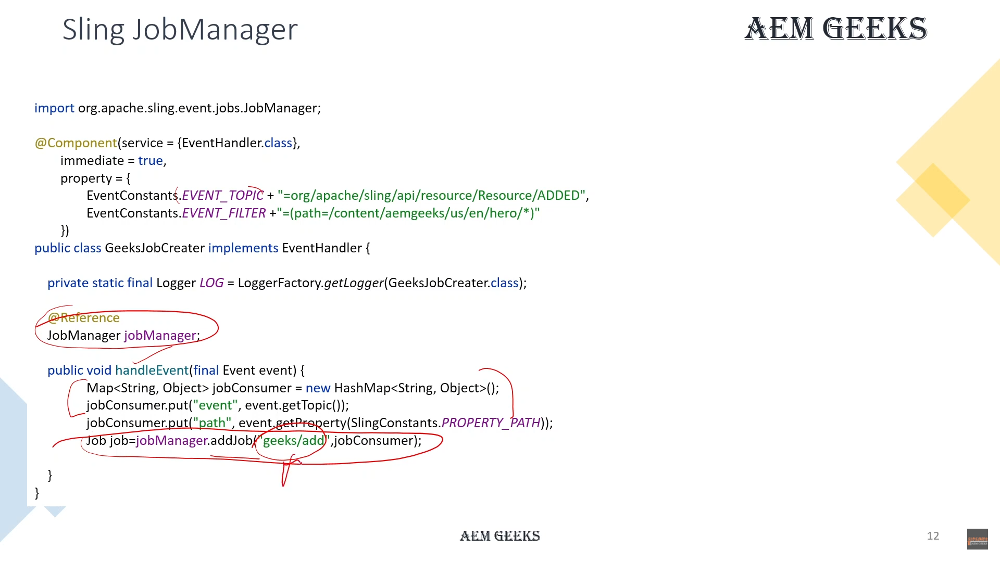 Sling JobManager
AEM GEEKS
import org.apache.sling.event.jobs.JobManager;
@Component(service = {EventHandler.class},
immediate = true,
property = {
EventConstants.EVENT_TOPIC + "=org/apache/sling/api/resource/Resource/ADDED",
EventConstants.EVENT_FILTER +"=(path=/content/aemgeeks/us/en/hero/*)"
})
public class GeeksJobCreater implements EventHandler {
private static final Logger LOG = LoggerFactory.getLogger(GeeksJobCreater.class);
@Reference
JobManager jobManager;
public void handleEvent(final Event event) {
Map<String, Object> jobConsumer = new HashMap<String, Object>();
jobConsumer.put("event", event.getTopic());
jobConsumer.put("path", event.getProperty(SlingConstants.PROPERTY_PATH));
Job job=jobManager.addJob("geeks/add",jobConsumer);
}
}
AEM GEEKS
12
AEM GEEKS